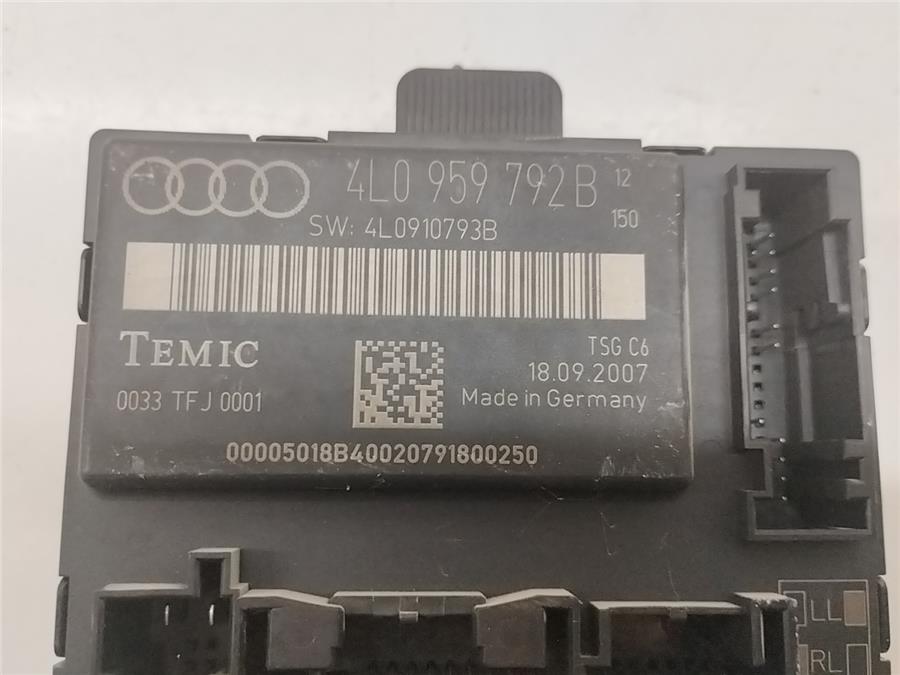 4L0 959 792B 12
150
SW: 4L0910793B
TEMIC
TSG C6
18.09.2007
0033 TFJ 0001
Made in Germany
00005018B40020791800250
LL
RL